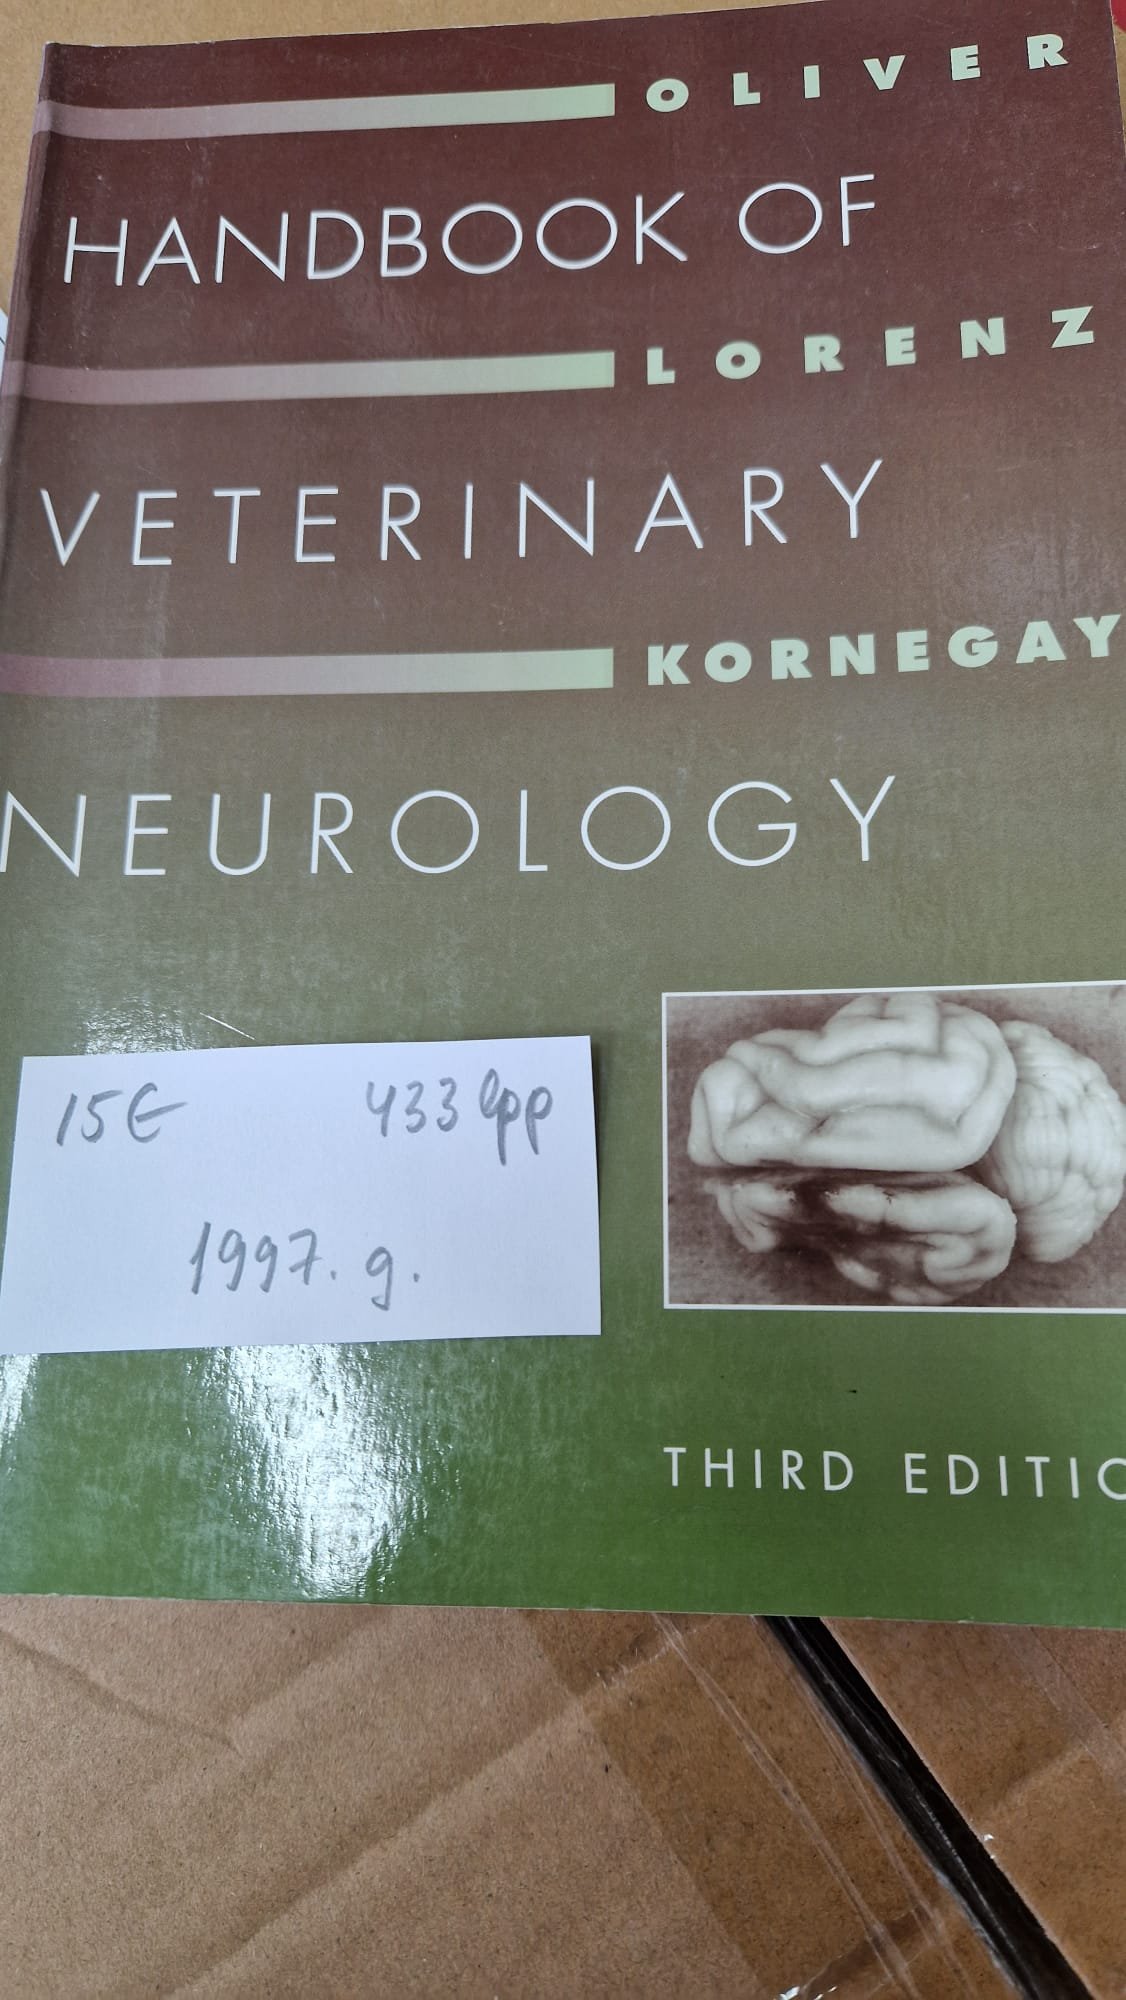 OLIVER
HANDBOOK OF
LORENZ
VETERINARY
KORNEGAY
NEUROLOGY
15€ 433 lpp
1997. g.
THIRD EDITIO